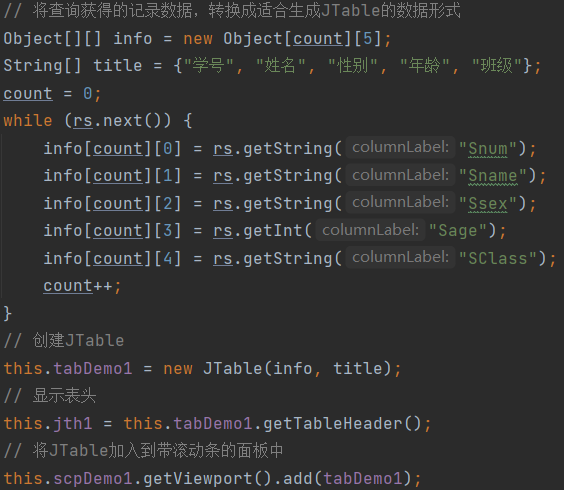 // 将查询获得的记录数据，转换成适合生成JTable的数据形式
Object[][] info = new Object[count][5];
String[] title = {"学号", "姓名", "性别", "年龄", "班级"};
count = 0;
while (rs.next()) {
    info[count][0] = rs.getString( columnLabel: "Snum");
    info[count][1] = rs.getString( columnLabel: "Sname");
    info[count][2] = rs.getString( columnLabel: "Ssex");
    info[count][3] = rs.getInt( columnLabel: "Sage");
    info[count][4] = rs.getString( columnLabel: "SClass");
    count++;
}
// 创建JTable
this.tabDemo1 = new JTable(info, title);
// 显示表头
this.jth1 = this.tabDemo1.getTableHeader();
// 将JTable加入到带滚动条的面板中
this.scpDemo1.getViewport().add(tabDemo1);